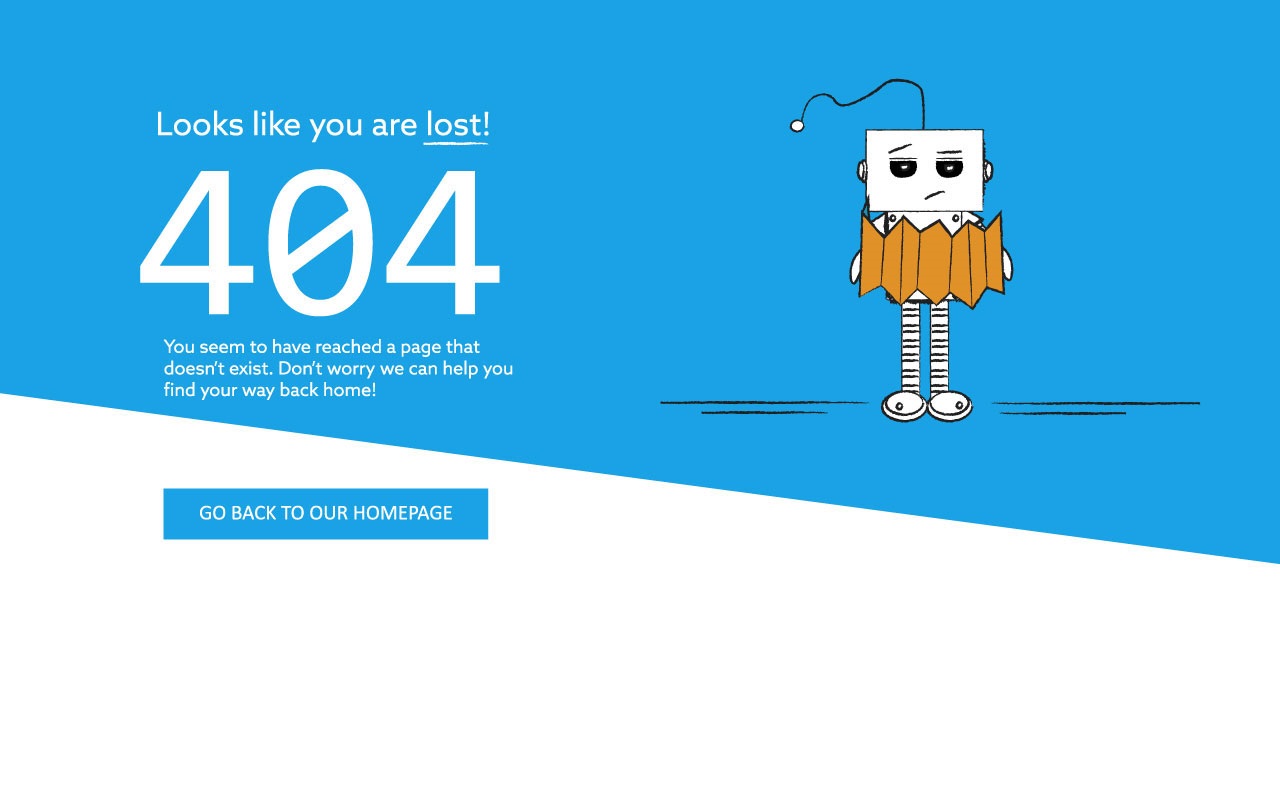 Looks like you are lost!
404
You seem to have reached a page that
doesn’t exist. Don’t worry we can help you
find your way back home!
GO BACK TO OUR HOMEPAGE